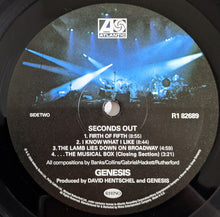 ATLANTIC
SIDE TWO
R1 82689
SECONDS OUT
1. FIRTH OF FIFTH (8:55)
2. I KNOW WHAT I LIKE (8:44)
3. THE LAMB LIES DOWN ON BROADWAY (4:59)
4. . . . THE MUSICAL BOX (Closing Section) (3:21)
All compositions by Banks/Collins/Gabriel/Hackett/Rutherford
GENESIS
Produced by DAVID HENTSCHEL and GENESIS
RHINO